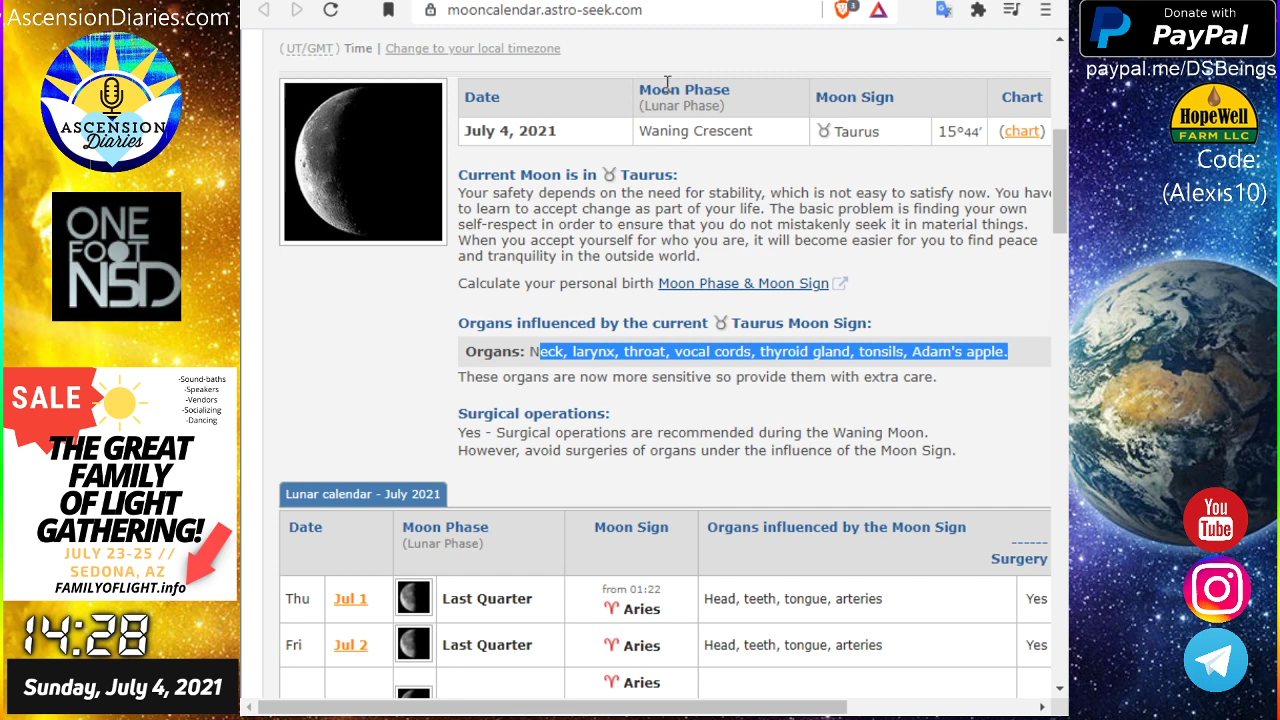 AscensionDiaries.com
ASCENSION
Diaries
ONE
FOOT
NSD
SALE
-Sound-baths
-Speakers
-Vendors
-Socializing
-Dancing
THE GREAT
FAMILY
OF LIGHT
GATHERING!
JULY 23-25 //
SEDONA, AZ
FAMILYOFLIGHT.info
14:28
Sunday, July 4, 2021
mooncalendar.astro-seek.com
3
(UT/GMT) Time | Change to your local timezone
Date
Moon Phase
(Lunar Phase)
Moon Sign
Chart
July 4, 2021
Waning Crescent
♉ Taurus
15°44′
(chart)
Current Moon is in ♉ Taurus:
Your safety depends on the need for stability, which is not easy to satisfy now. You have
to learn to accept change as part of your life. The basic problem is finding your own
self-respect in order to ensure that you do not mistakenly seek it in material things.
When you accept yourself for who you are, it will become easier for you to find peace
and tranquility in the outside world.
Calculate your personal birth Moon Phase & Moon Sign
Organs influenced by the current ♉ Taurus Moon Sign:
Organs: Neck, larynx, throat, vocal cords, thyroid gland, tonsils, Adam's apple.
These organs are now more sensitive so provide them with extra care.
Surgical operations:
Yes - Surgical operations are recommended during the Waning Moon.
However, avoid surgeries of organs under the influence of the Moon Sign.
Lunar calendar - July 2021
Date
Moon Phase
(Lunar Phase)
Moon Sign
Organs influenced by the Moon Sign
------
Surgery
Thu
Jul 1
Last Quarter
from 01:22
♈ Aries
Head, teeth, tongue, arteries
Yes
Fri
Jul 2
Last Quarter
♈ Aries
Head, teeth, tongue, arteries
Yes
♈ Aries
Donate with
PayPal
paypal.me/DSBeings
HopeWell
FARM LLC
Code:
(Alexis10)
You
Tube